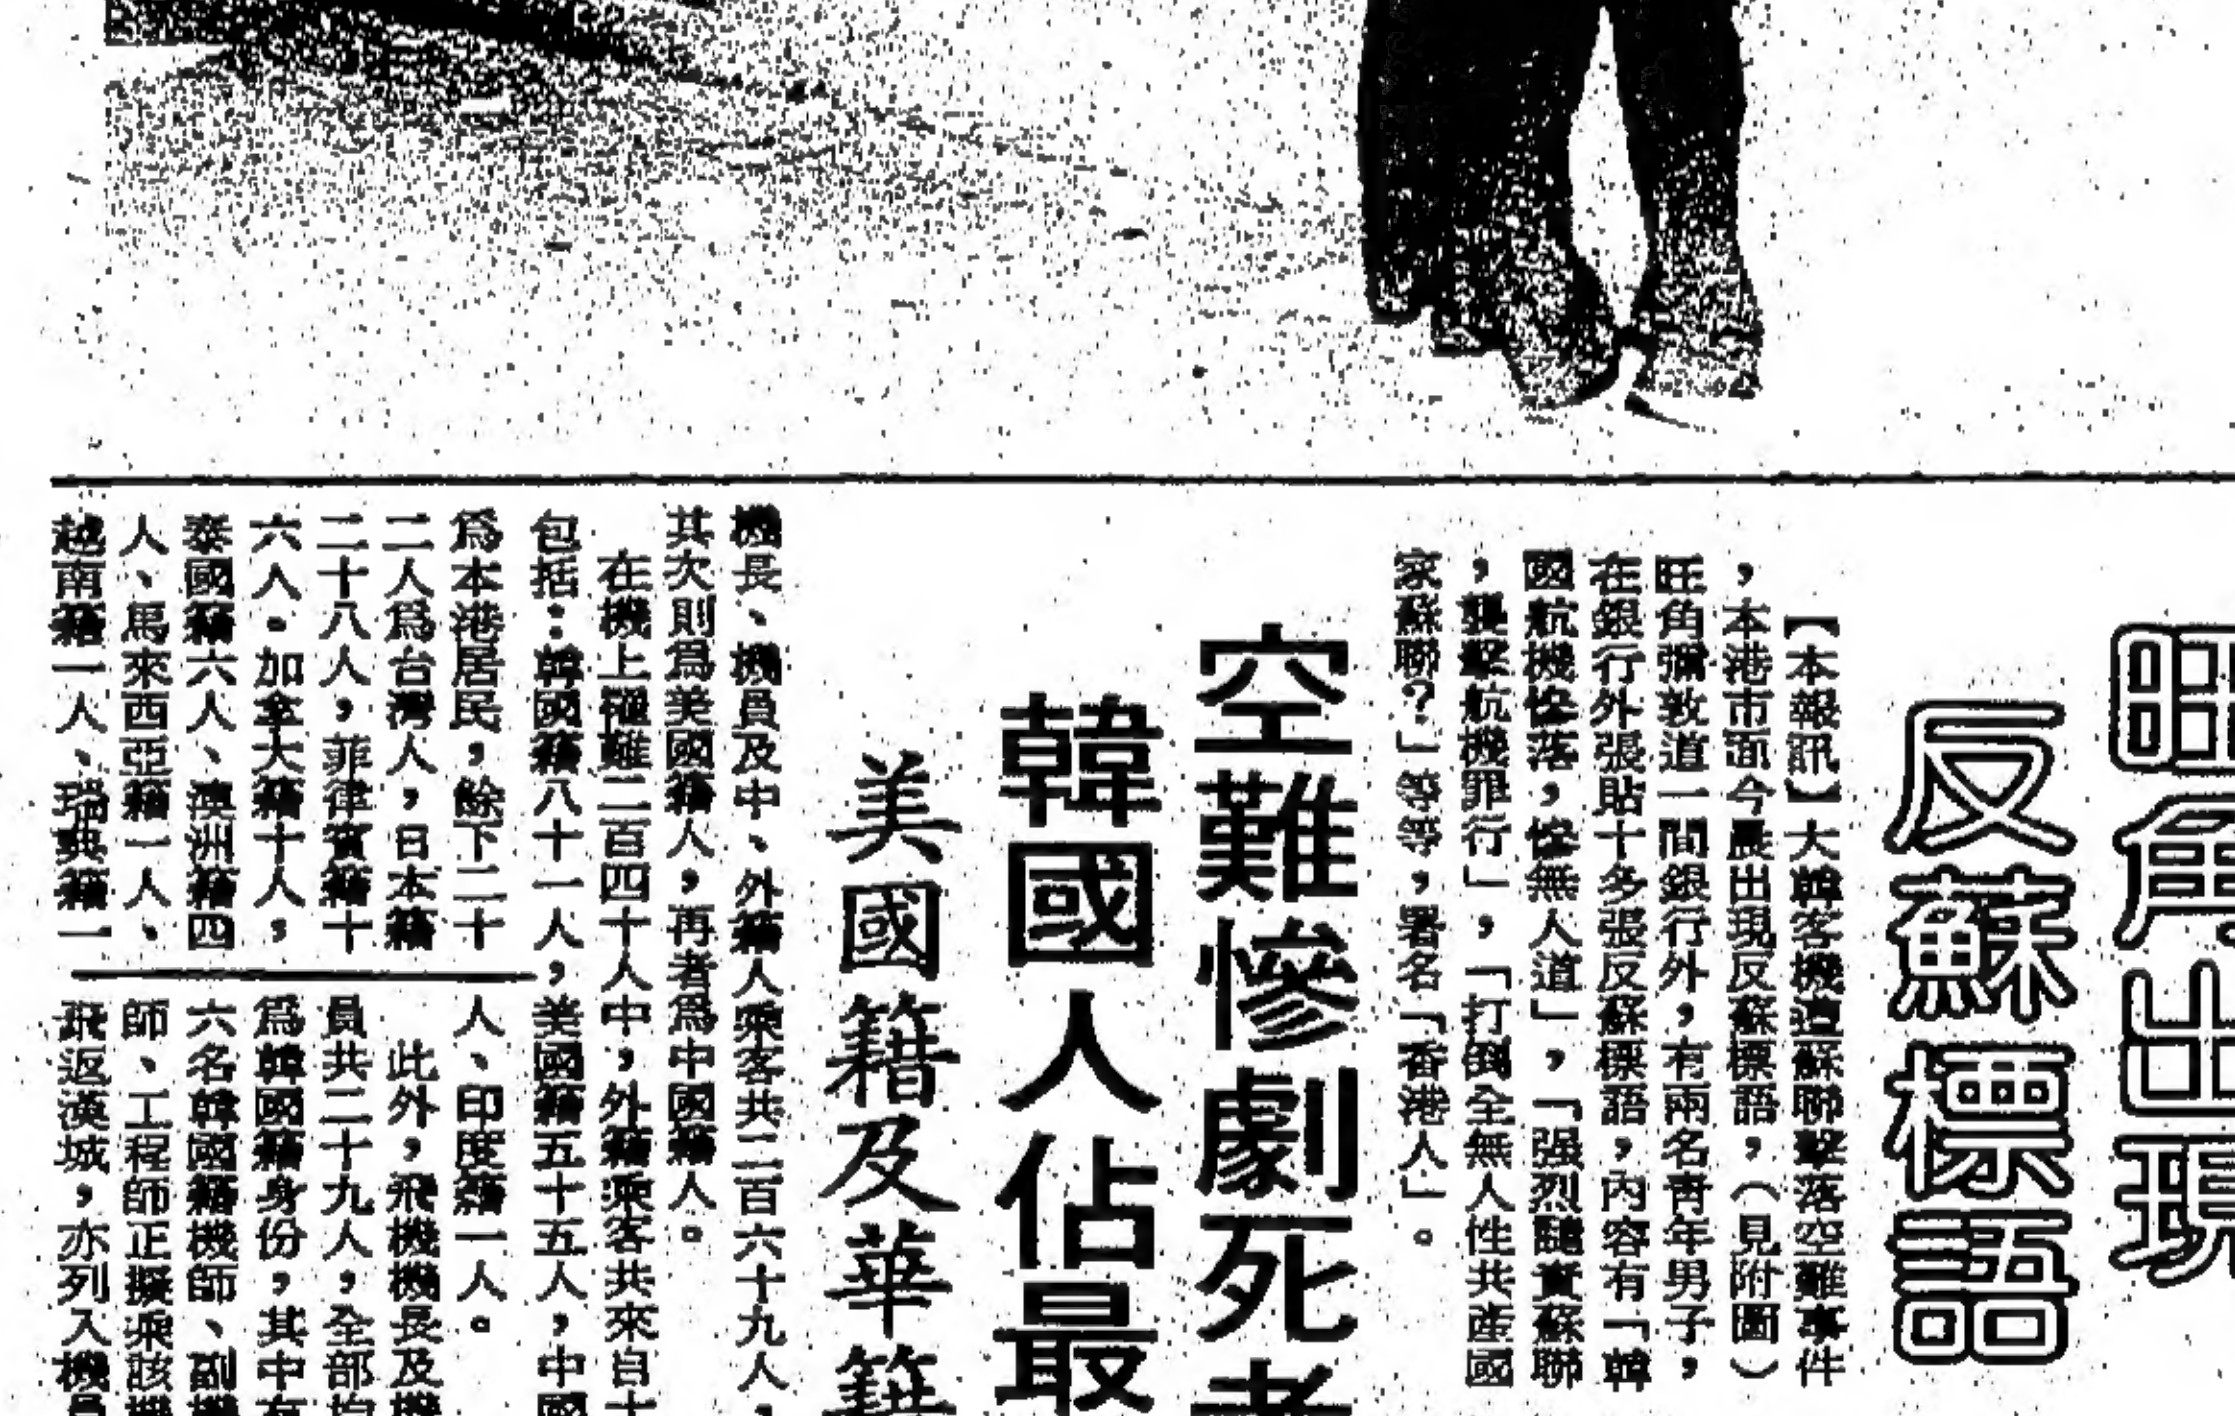 旺角出現
反蘇標語
【本報訊】大韓客機遭蘇聯擊落空難事件
，本港市面今晨出現反蘇標語，（見附圖）
旺角彌敦道一間銀行外，有兩名青年男子，
在銀行外張貼十多張反蘇標語，內容有「韓
國航機慘落，慘無人道」，「强烈譴責蘇聯
，襲擊航機罪行」，「打倒全無人性共產國
家蘇聯？」等等，署名「香港人」。
空難慘劇死者
韓國人佔最
美國籍及華籍
機長、機員及中、外籍人乘客共二百六十九人，
其次則爲美國籍人，再者爲中國籍人。
在機上罹難二百四十人中，外籍乘客共來自十
包括：韓國籍八十一人，美國籍五十五人，中國
爲本港居民，餘下二十
二人爲台灣人，日本籍
二十八人，菲律賓籍十
六人。加拿大籍十人，
泰國籍六人、澳洲籍四
人、馬來西亞籍一人、
越南籍一人、瑞典籍一
人、印度籍一人。
此外，飛機機長及機
員共二十九人，全部均
爲韓國籍身份，其中有
六名韓國籍機師、副機
師、工程師正擬乘該機
飛返漢城，亦列入機員